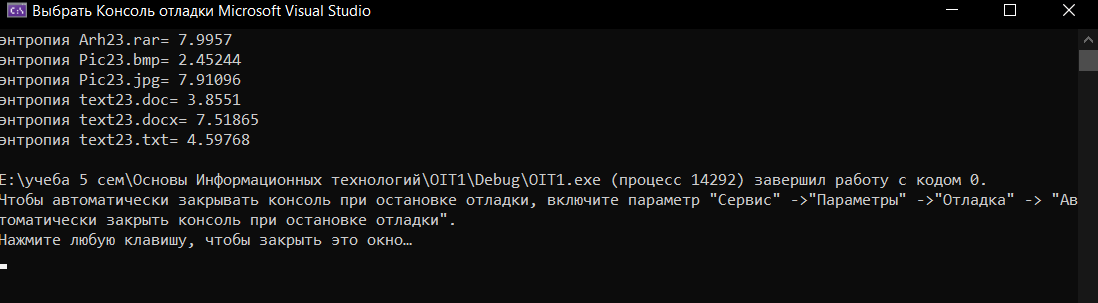 C:\ Выбрать Консоль отладки Microsoft Visual Studio
энтропия Arh23.rar= 7.9957
энтропия Pic23.bmp= 2.45244
энтропия Pic23.jpg= 7.91096
энтропия text23.doc= 3.8551
энтропия text23.docx= 7.51865
энтропия text23.txt= 4.59768
E:\учеба 5 сем\Основы Информационных технологий\OIT1\Debug\OIT1.exe (процесс 14292) завершил работу с кодом 0.
Чтобы автоматически закрывать консоль при остановке отладки, включите параметр "Сервис" ->"Параметры" ->"Отладка" -> "Ав
томатически закрыть консоль при остановке отладки".
Нажмите любую клавишу, чтобы закрыть это окно…